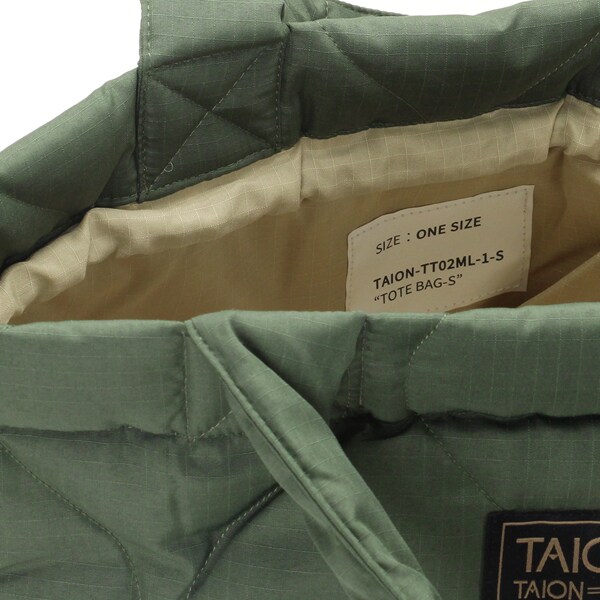 SIZE : ONE SIZE
TAION-TT02ML-1-S
“TOTE BAG-S”
TAIO
TAION=